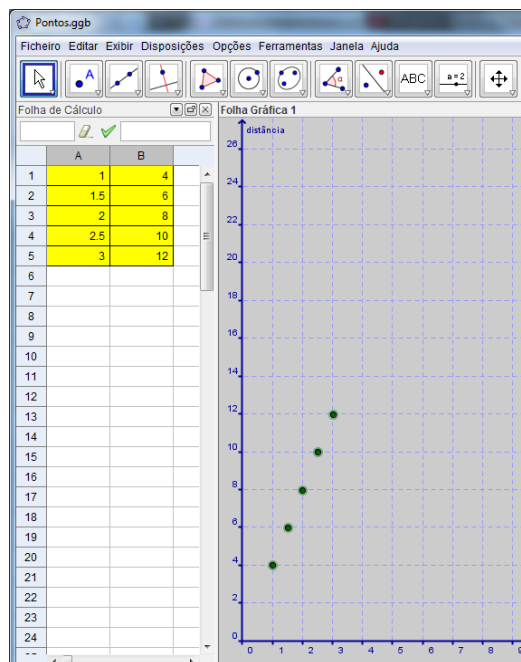 Pontos.ggb
Ficheiro Editar Exibir Disposições Opções Ferramentas Janela Ajuda
A
α
ABC
a = 2
Folha de Cálculo
Folha Gráfica 1
A B
1 1 4
2 1.5 6
3 2 8
4 2.5 10
5 3 12
6
7
8
9
10
11
12
13
14
15
16
17
18
19
20
21
22
23
24
distância
26
24
22
20
18
16
14
12
10
8
6
4
2
0
0 1 2 3 4 5 6 7 8